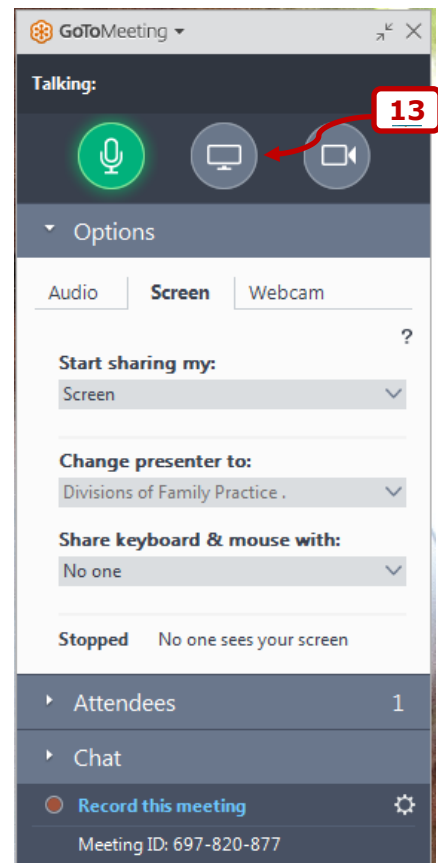 GoToMeeting
Talking:
13
Options
Audio Screen Webcam
?
Start sharing my:
Screen
Change presenter to:
Divisions of Family Practice .
Share keyboard & mouse with:
No one
Stopped No one sees your screen
Attendees 1
Chat
Record this meeting
Meeting ID: 697-820-877